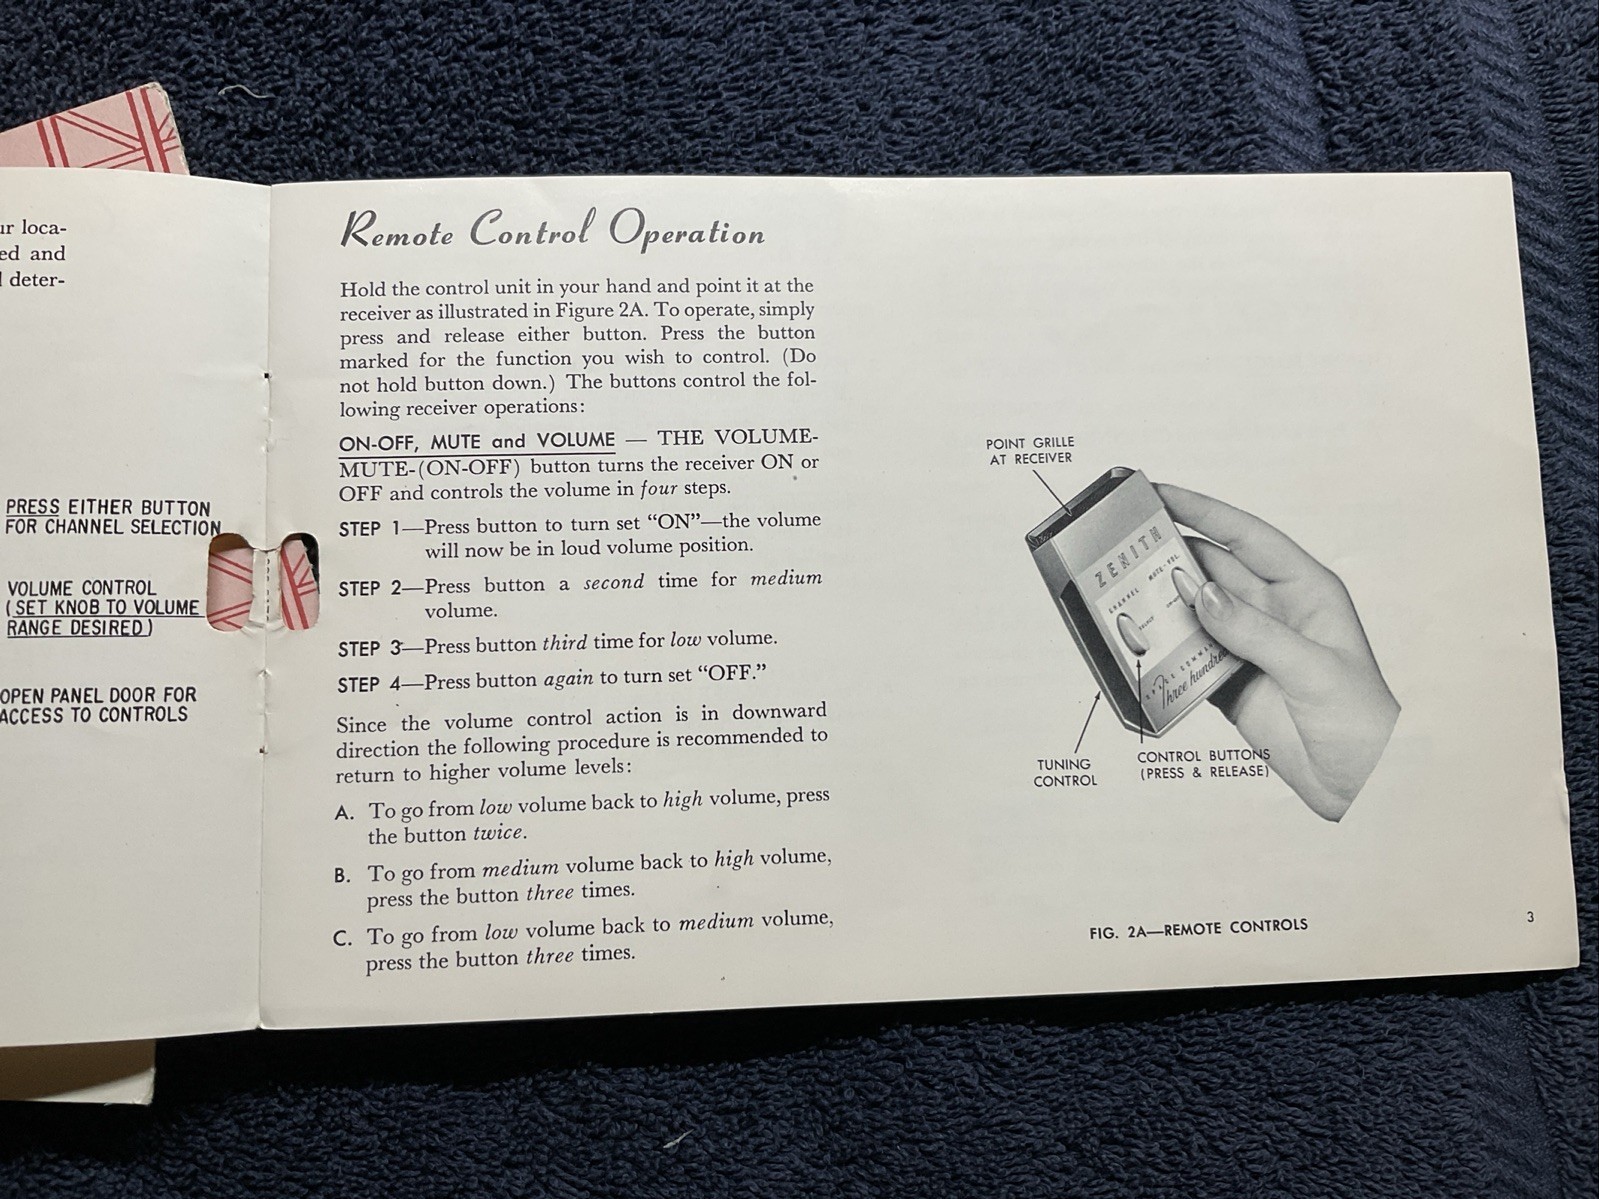 ur loca-
ed and
deter-
PRESS EITHER BUTTON
FOR CHANNEL SELECTION
VOLUME CONTROL
(SET KNOB TO VOLUME
RANGE DESIRED)
OPEN PANEL DOOR FOR
ACCESS TO CONTROLS
Remote Control Operation
Hold the control unit in your hand and point it at the
receiver as illustrated in Figure 2A. To operate, simply
press and release either button. Press the button
marked for the function you wish to control. (Do
not hold button down.) The buttons control the fol-
lowing receiver operations:
ON-OFF, MUTE and VOLUME — THE VOLUME-
MUTE-(ON-OFF) button turns the receiver ON or
OFF and controls the volume in four steps.
STEP 1—Press button to turn set “ON”—the volume
will now be in loud volume position.
STEP 2—Press button a second time for medium
volume.
STEP 3—Press button third time for low volume.
STEP 4—Press button again to turn set “OFF.”
Since the volume control action is in downward
direction the following procedure is recommended to
return to higher volume levels:
A. To go from low volume back to high volume, press
the button twice.
B. To go from medium volume back to high volume,
press the button three times.
C. To go from low volume back to medium volume,
press the button three times.
POINT GRILLE
AT RECEIVER
ZENITH
MUTE-VOL.
CHANNEL
SPACE COMMAN
Three hundred
TUNING
CONTROL
CONTROL BUTTONS
(PRESS & RELEASE)
FIG. 2A—REMOTE CONTROLS
3